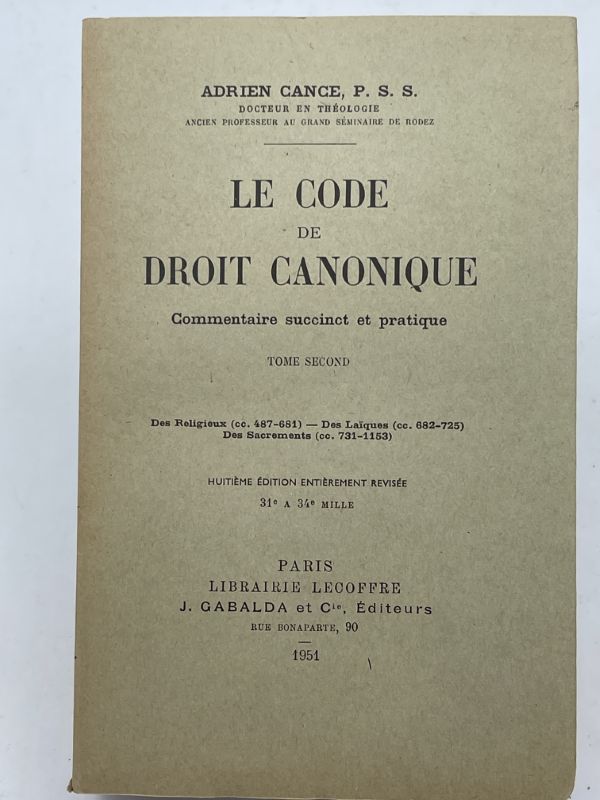 ADRIEN CANCE, P. S. S.
DOCTEUR EN THÉOLOGIE
ANCIEN PROFESSEUR AU GRAND SÉMINAIRE DE RODEZ
LE CODE
DE
DROIT CANONIQUE
Commentaire succinct et pratique
TOME SECOND
Des Religieux (cc. 487-681) — Des Laïques (cc. 682-725)
Des Sacrements (cc. 731-1153)
HUITIÈME ÉDITION ENTIÈREMENT REVISÉE
31e A 34e MILLE
PARIS
LIBRAIRIE LECOFFRE
J. GABALDA et Cie, Éditeurs
RUE BONAPARTE, 90
1951